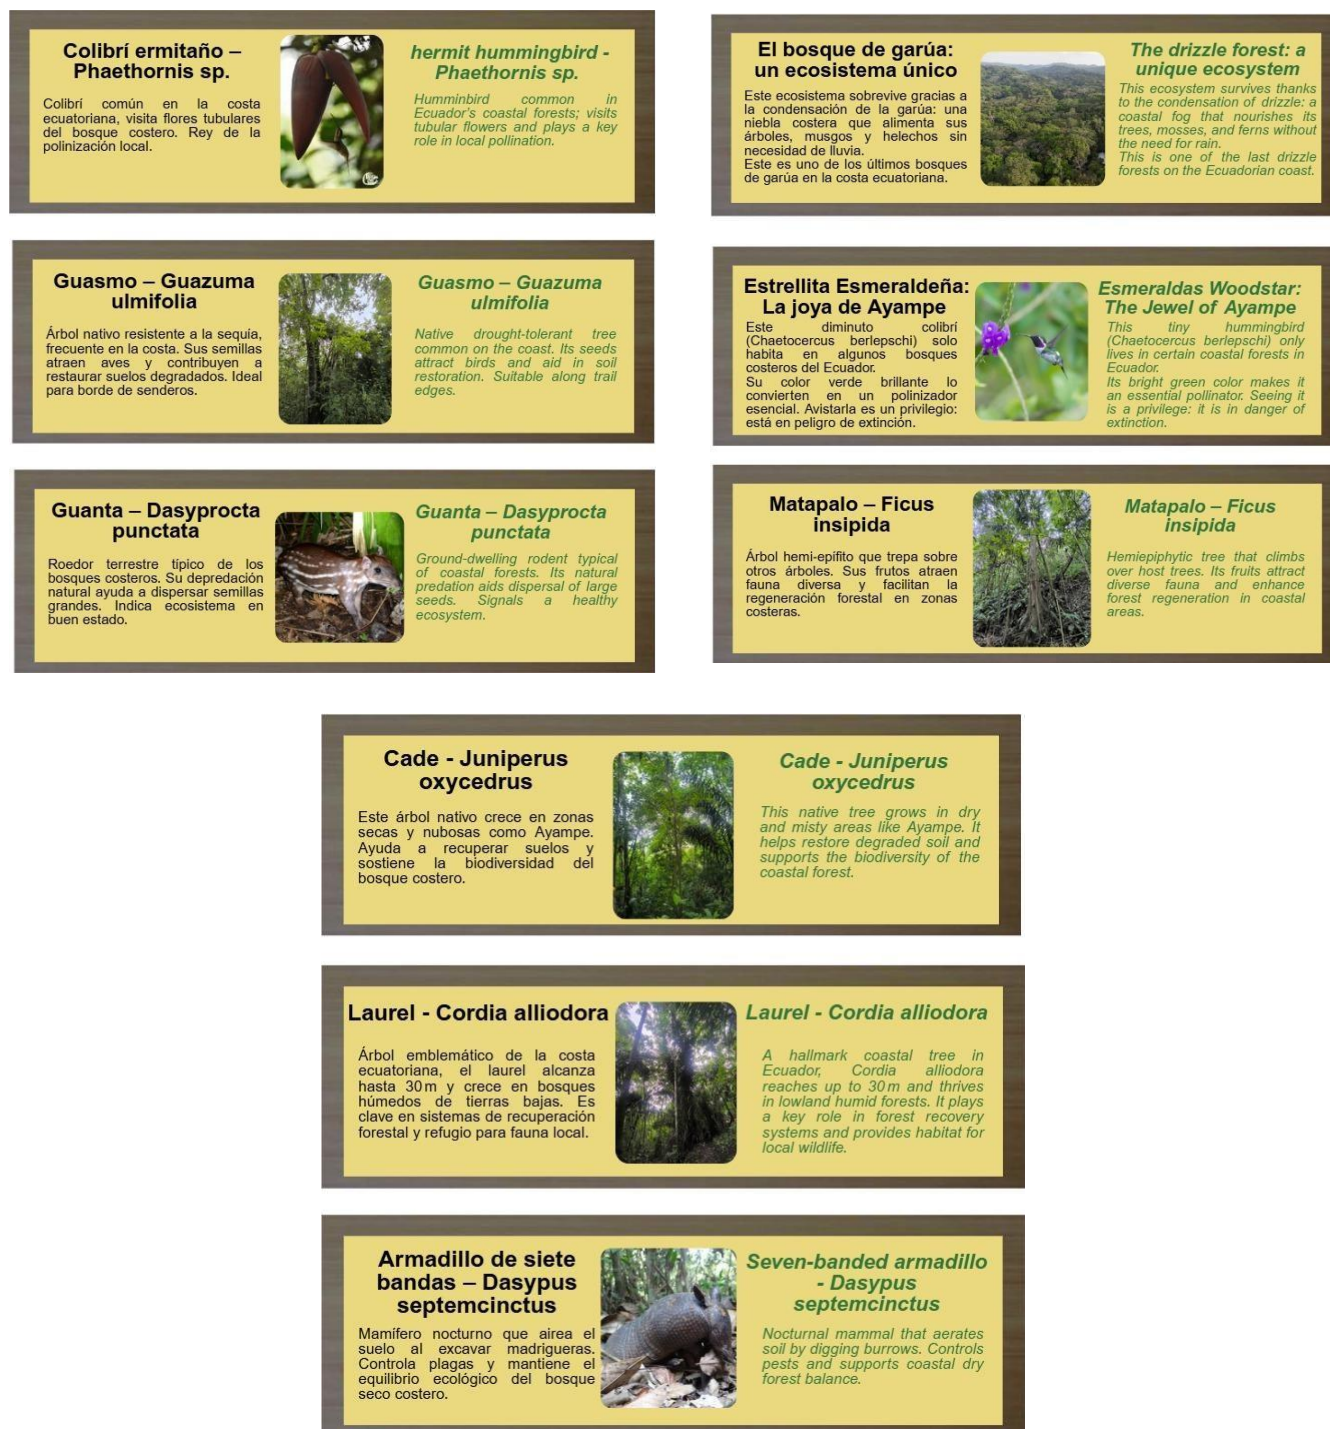 Colibrí ermitaño –
Phaethornis sp.
Colibrí común en la costa
ecuatoriana, visita flores tubulares
del bosque costero. Rey de la
polinización local.
hermit hummingbird -
Phaethornis sp.
Humminbird common in
Ecuador's coastal forests; visits
tubular flowers and plays a key
role in local pollination.
El bosque de garúa:
un ecosistema único
Este ecosistema sobrevive gracias a
la condensación de la garúa: una
niebla costera que alimenta sus
árboles, musgos y helechos sin
necesidad de lluvia.
Este es uno de los últimos bosques
de garúa en la costa ecuatoriana.
The drizzle forest: a
unique ecosystem
This ecosystem survives thanks
to the condensation of drizzle: a
coastal fog that nourishes its
trees, mosses, and ferns without
the need for rain.
This is one of the last drizzle
forests on the Ecuadorian coast.
Guasmo – Guazuma
ulmifolia
Árbol nativo resistente a la sequía,
frecuente en la costa. Sus semillas
atraen aves y contribuyen a
restaurar suelos degradados. Ideal
para borde de senderos.
Guasmo – Guazuma
ulmifolia
Native drought-tolerant tree
common on the coast. Its seeds
attract birds and aid in soil
restoration. Suitable along trail
edges.
Estrellita Esmeraldeña:
La joya de Ayampe
Este diminuto colibrí
(Chaetocercus berlepschi) solo
habita en algunos bosques
costeros del Ecuador.
Su color verde brillante lo
convierten en un polinizador
esencial. Avistarla es un privilegio:
está en peligro de extinción.
Esmeraldas Woodstar:
The Jewel of Ayampe
This tiny hummingbird
(Chaetocercus berlepschi) only
lives in certain coastal forests in
Ecuador.
Its bright green color makes it
an essential pollinator. Seeing it
is a privilege: it is in danger of
extinction.
Guanta – Dasyprocta
punctata
Roedor terrestre típico de los
bosques costeros. Su depredación
natural ayuda a dispersar semillas
grandes. Indica ecosistema en
buen estado.
Guanta – Dasyprocta
punctata
Ground-dwelling rodent typical
of coastal forests. Its natural
predation aids dispersal of large
seeds. Signals a healthy
ecosystem.
Matapalo – Ficus
insipida
Árbol hemi-epífito que trepa sobre
otros árboles. Sus frutos atraen
fauna diversa y facilitan la
regeneración forestal en zonas
costeras.
Matapalo – Ficus
insipida
Hemiepiphytic tree that climbs
over host trees. Its fruits attract
diverse fauna and enhance
forest regeneration in coastal
areas.
Cade - Juniperus
oxycedrus
Este árbol nativo crece en zonas
secas y nubosas como Ayampe.
Ayuda a recuperar suelos y
sostiene la biodiversidad del
bosque costero.
Cade - Juniperus
oxycedrus
This native tree grows in dry
and misty areas like Ayampe. It
helps restore degraded soil and
supports the biodiversity of the
coastal forest.
Laurel - Cordia alliodora
Árbol emblemático de la costa
ecuatoriana, el laurel alcanza
hasta 30 m y crece en bosques
húmedos de tierras bajas. Es
clave en sistemas de recuperación
forestal y refugio para fauna local.
Laurel - Cordia alliodora
A hallmark coastal tree in
Ecuador, Cordia alliodora
reaches up to 30 m and thrives
in lowland humid forests. It plays
a key role in forest recovery
systems and provides habitat for
local wildlife.
Armadillo de siete
bandas – Dasypus
septemcinctus
Mamífero nocturno que airea el
suelo al excavar madrigueras.
Controla plagas y mantiene el
equilibrio ecológico del bosque
seco costero.
Seven-banded armadillo
- Dasypus
septemcinctus
Nocturnal mammal that aerates
soil by digging burrows. Controls
pests and supports coastal dry
forest balance.